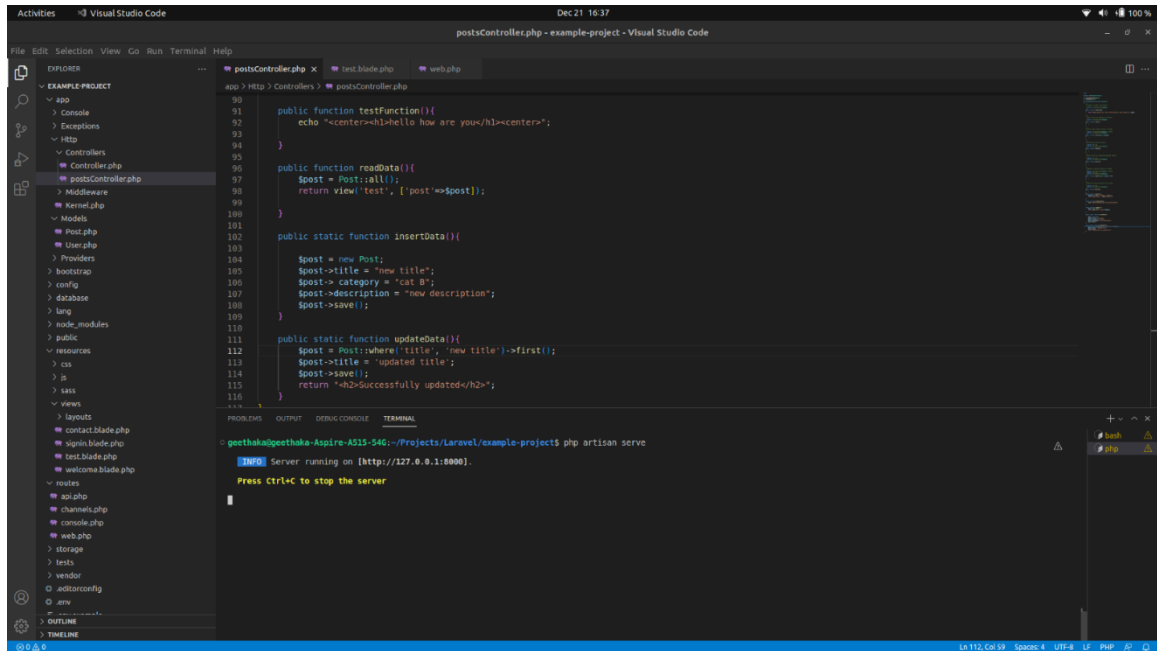 Activities Visual Studio Code Dec 21 16:37 100 %
postsController.php - example-project - Visual Studio Code
File Edit Selection View Go Run Terminal Help
EXPLORER
EXAMPLE-PROJECT
app
Console
Exceptions
Http
Controllers
Controller.php
postsController.php
Middleware
Kernel.php
Models
Post.php
User.php
Providers
bootstrap
config
database
lang
node_modules
public
resources
css
js
sass
views
layouts
contact.blade.php
signin.blade.php
test.blade.php
welcome.blade.php
routes
api.php
channels.php
console.php
web.php
storage
tests
vendor
.editorconfig
.env
OUTLINE
TIMELINE
postsController.php test.blade.php web.php
app > Http > Controllers > postsController.php
90
91 public function testFunction(){
92 echo "<center><h1>hello how are you</h1><center>";
93
94 }
95
96 public function readData(){
97 $post = Post::all();
98 return view('test', ['post'=>$post]);
99
100 }
101
102 public static function insertData(){
103
104 $post = new Post;
105 $post->title = "new title";
106 $post-> category = "cat B";
107 $post->description = "new description";
108 $post->save();
109 }
110
111 public static function updateData(){
112 $post = Post::where('title', 'new title')->first();
113 $post->title = 'updated title';
114 $post->save();
115 return "<h2>Successfully updated</h2>";
116 }
PROBLEMS OUTPUT DEBUG CONSOLE TERMINAL
geethaka@geethaka-Aspire-A515-54G:~/Projects/Laravel/example-project$ php artisan serve
INFO Server running on [http://127.0.0.1:8000].
Press Ctrl+C to stop the server
bash
php
0 0 Ln 112, Col 59 Spaces: 4 UTF-8 LF PHP